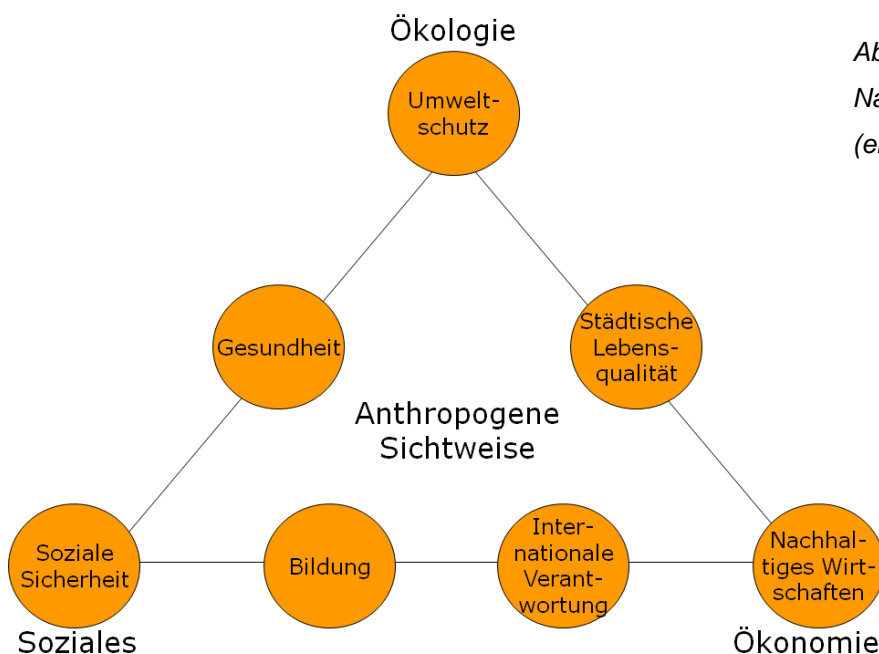 Ökologie
Umwelt-
schutz
Gesundheit
Städtische
Lebens-
qualität
Anthropogene
Sichtweise
Soziale
Sicherheit
Bildung
Inter-
nationale
Verant-
wortung
Nachhal-
tiges Wirt-
schaften
Soziales
Ökonomie